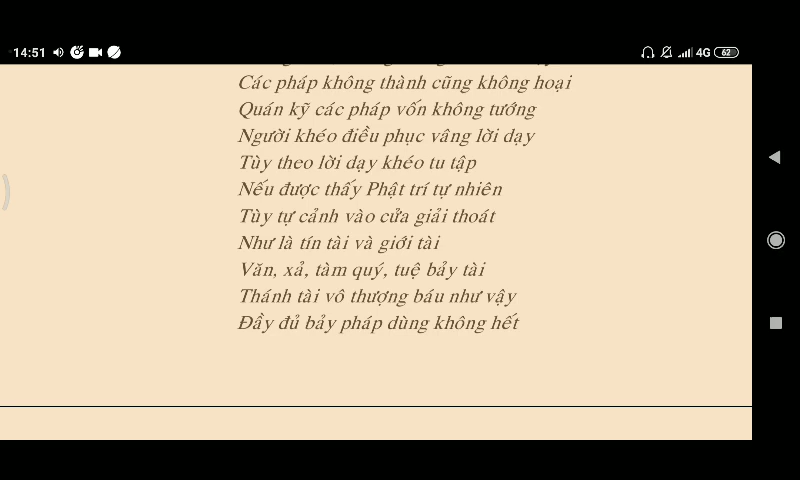 14:51
4G 62
Các pháp không thành cũng không hoại
Quán kỹ các pháp vốn không tướng
Người khéo điều phục vâng lời dạy
Tùy theo lời dạy khéo tu tập
Nếu được thấy Phật trí tự nhiên
Tùy tự cảnh vào cửa giải thoát
Như là tín tài và giới tài
Văn, xả, tàm quý, tuệ bảy tài
Thánh tài vô thượng báu như vậy
Đầy đủ bảy pháp dùng không hết